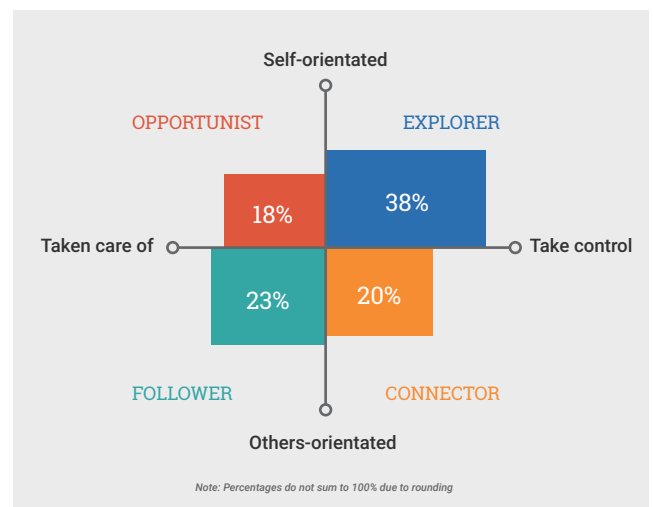 Self-orientated
OPPORTUNIST
EXPLORER
18%
38%
Taken care of
Take control
23%
20%
FOLLOWER
CONNECTOR
Others-orientated
Note: Percentages do not sum to 100% due to rounding